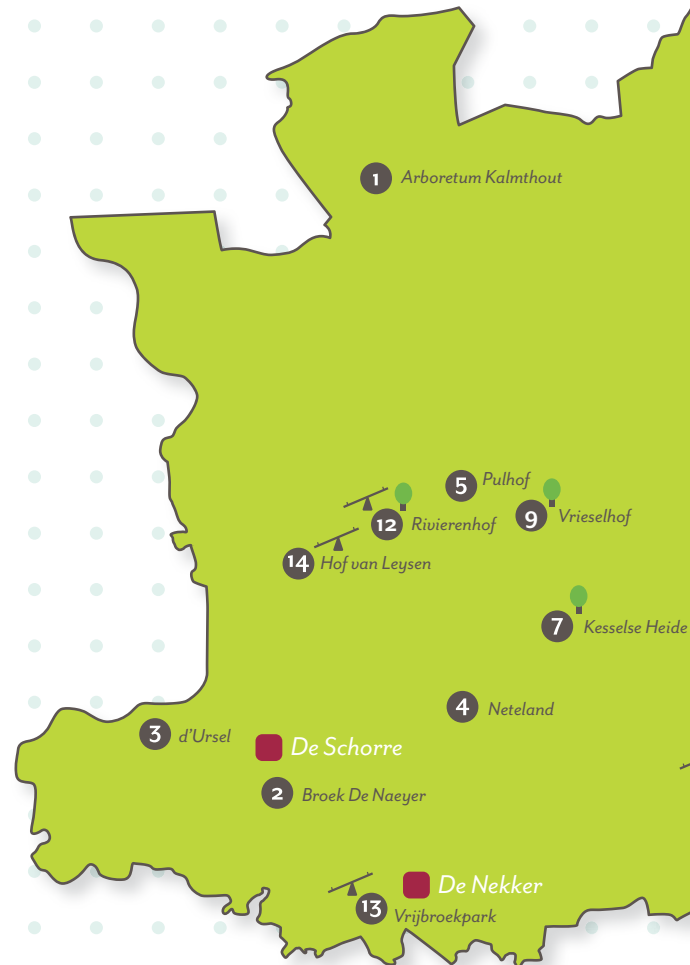 1 Arboretum Kalmthout
5 Pulhof
12 Rivierenhof
9 Vrieselhof
14 Hof van Leysen
7 Kesselse Heide
4 Neteland
3 d'Ursel
De Schorre
2 Broek De Naeyer
De Nekker
13 Vrijbroekpark